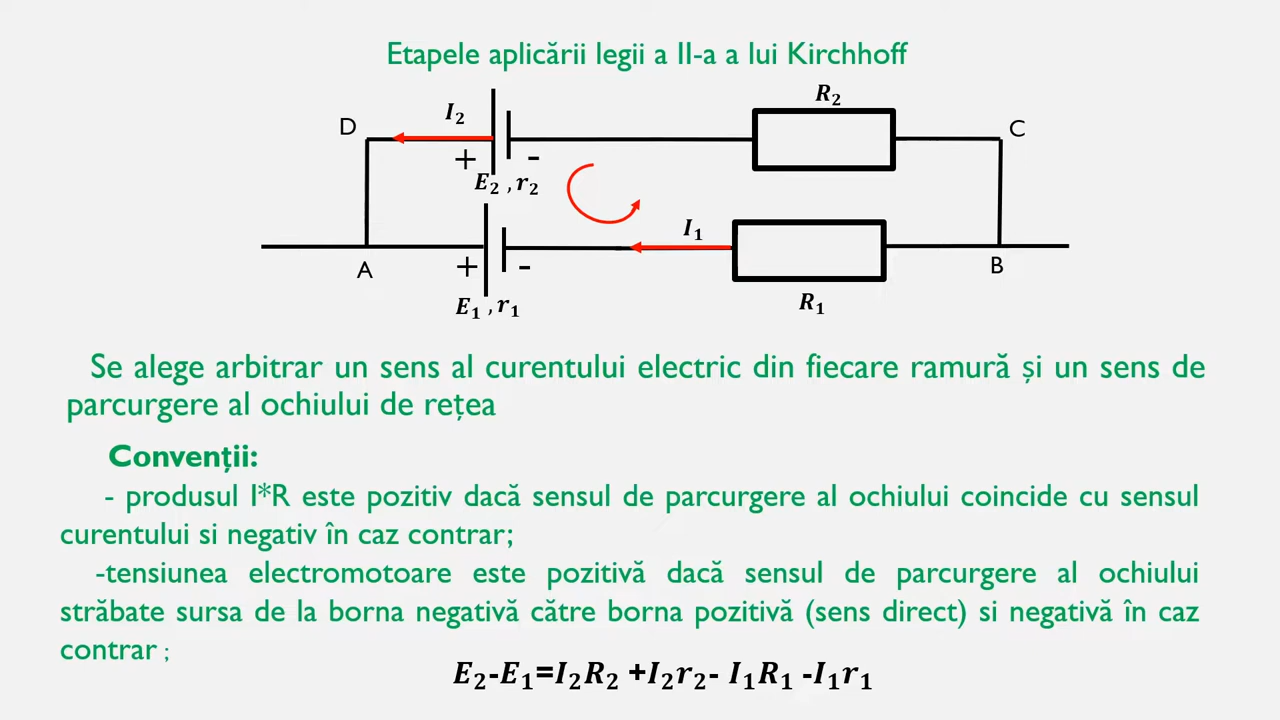 Etapele aplicării legii a II-a a lui Kirchhoff
R₂
D
I₂
C
+ -
E₂ , r₂
I₁
A
+ -
B
E₁ , r₁
R₁
Se alege arbitrar un sens al curentului electric din fiecare ramură și un sens de
parcurgere al ochiului de rețea
Convenții:
- produsul I*R este pozitiv dacă sensul de parcurgere al ochiului coincide cu sensul
curentului si negativ în caz contrar;
-tensiunea electromotoare este pozitivă dacă sensul de parcurgere al ochiului
străbate sursa de la borna negativă către borna pozitivă (sens direct) si negativă în caz
contrar ;
E₂-E₁=I₂R₂ +I₂r₂- I₁R₁ -I₁r₁